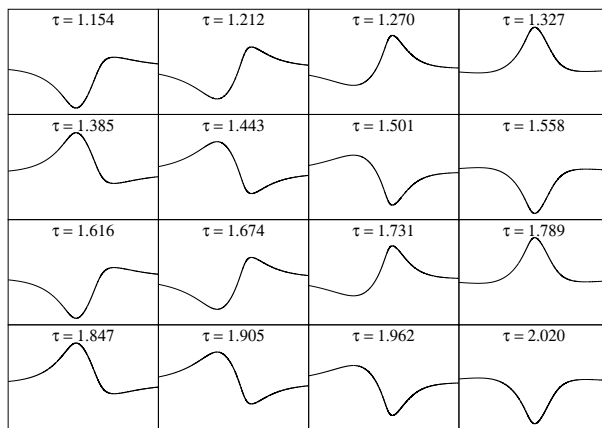 τ = 1.154 τ = 1.212 τ = 1.270 τ = 1.327
τ = 1.385 τ = 1.443 τ = 1.501 τ = 1.558
τ = 1.616 τ = 1.674 τ = 1.731 τ = 1.789
τ = 1.847 τ = 1.905 τ = 1.962 τ = 2.020